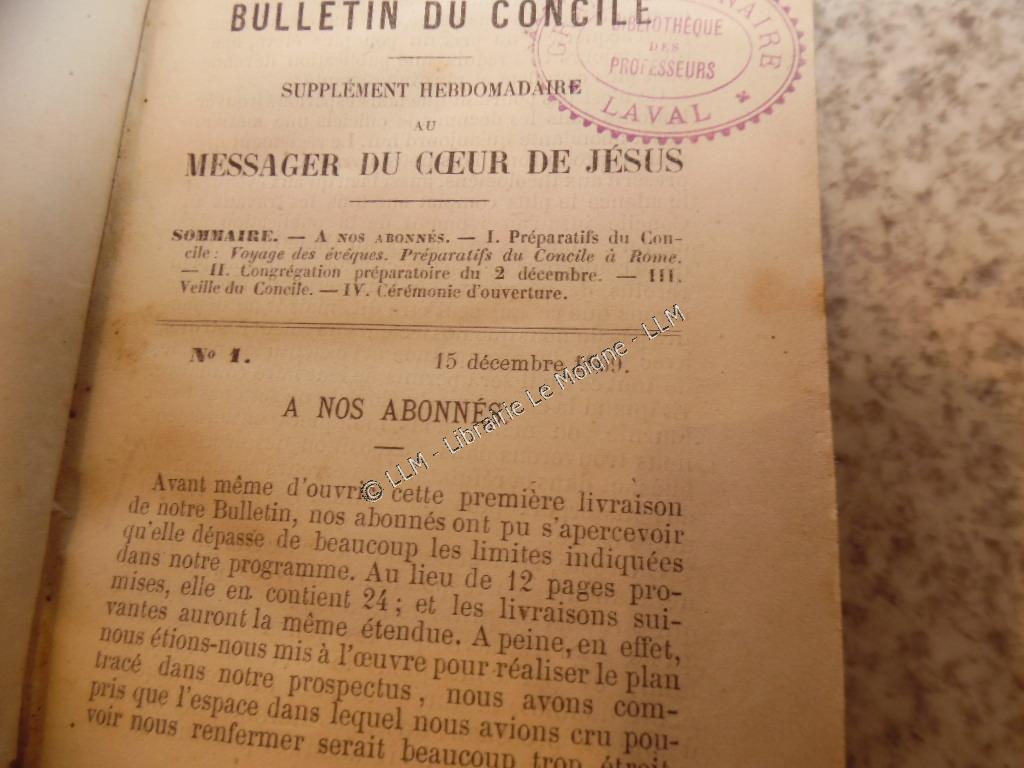 BULLETIN DU CONCILE
BIBLIOTHÈQUE
DES
PROFESSEURS
LAVAL
SUPPLÉMENT HEBDOMADAIRE
AU
MESSAGER DU CŒUR DE JÉSUS
SOMMAIRE. — A NOS ABONNÉS. — I. Préparatifs du Con-
cile : Voyage des évêques. Préparatifs du Concile à Rome.
— II. Congrégation préparatoire du 2 décembre. — III.
Veille du Concile. — IV. Cérémonie d'ouverture.
No 1.
15 décembre 1869.
A NOS ABONNÉS
—
Avant même d'ouvrir cette première livraison
de notre Bulletin, nos abonnés ont pu s'apercevoir
qu'elle dépasse de beaucoup les limites indiquées
dans notre programme. Au lieu de 12 pages pro-
mises, elle en contient 24 ; et les livraisons sui-
vantes auront la même étendue. A peine, en effet,
nous étions-nous mis à l'œuvre pour réaliser le plan
tracé dans notre prospectus, nous avons com-
pris que l'espace dans lequel nous avions cru pou-
voir nous renfermer serait beaucoup trop étroit
© LLM - Librairie Le Moigne - LLM